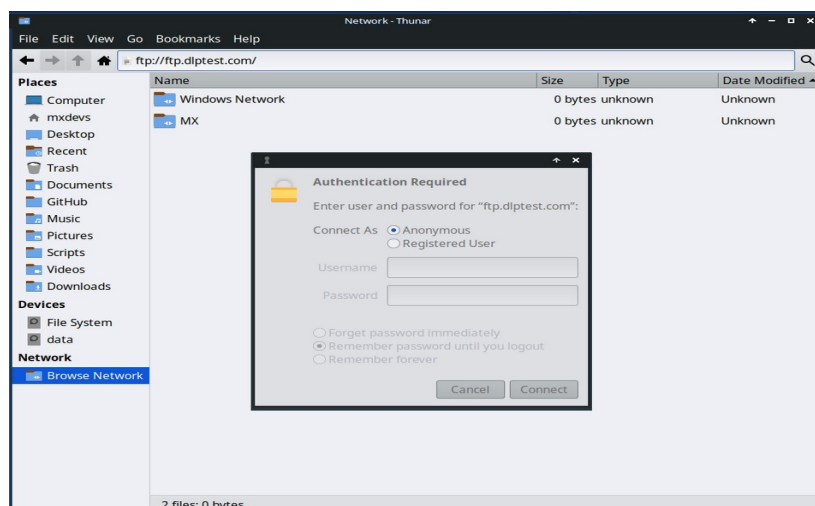 Network - Thunar
File Edit View Go Bookmarks Help
ftp://ftp.dlptest.com/
Places
Computer
mxdevs
Desktop
Recent
Trash
Documents
GitHub
Music
Pictures
Scripts
Videos
Downloads
Devices
File System
data
Network
Browse Network
Name Size Type Date Modified
Windows Network 0 bytes unknown Unknown
MX 0 bytes unknown Unknown
Authentication Required
Enter user and password for "ftp.dlptest.com":
Connect As Anonymous
Registered User
Username
Password
Forget password immediately
Remember password until you logout
Remember forever
Cancel Connect
2 files: 0 bytes